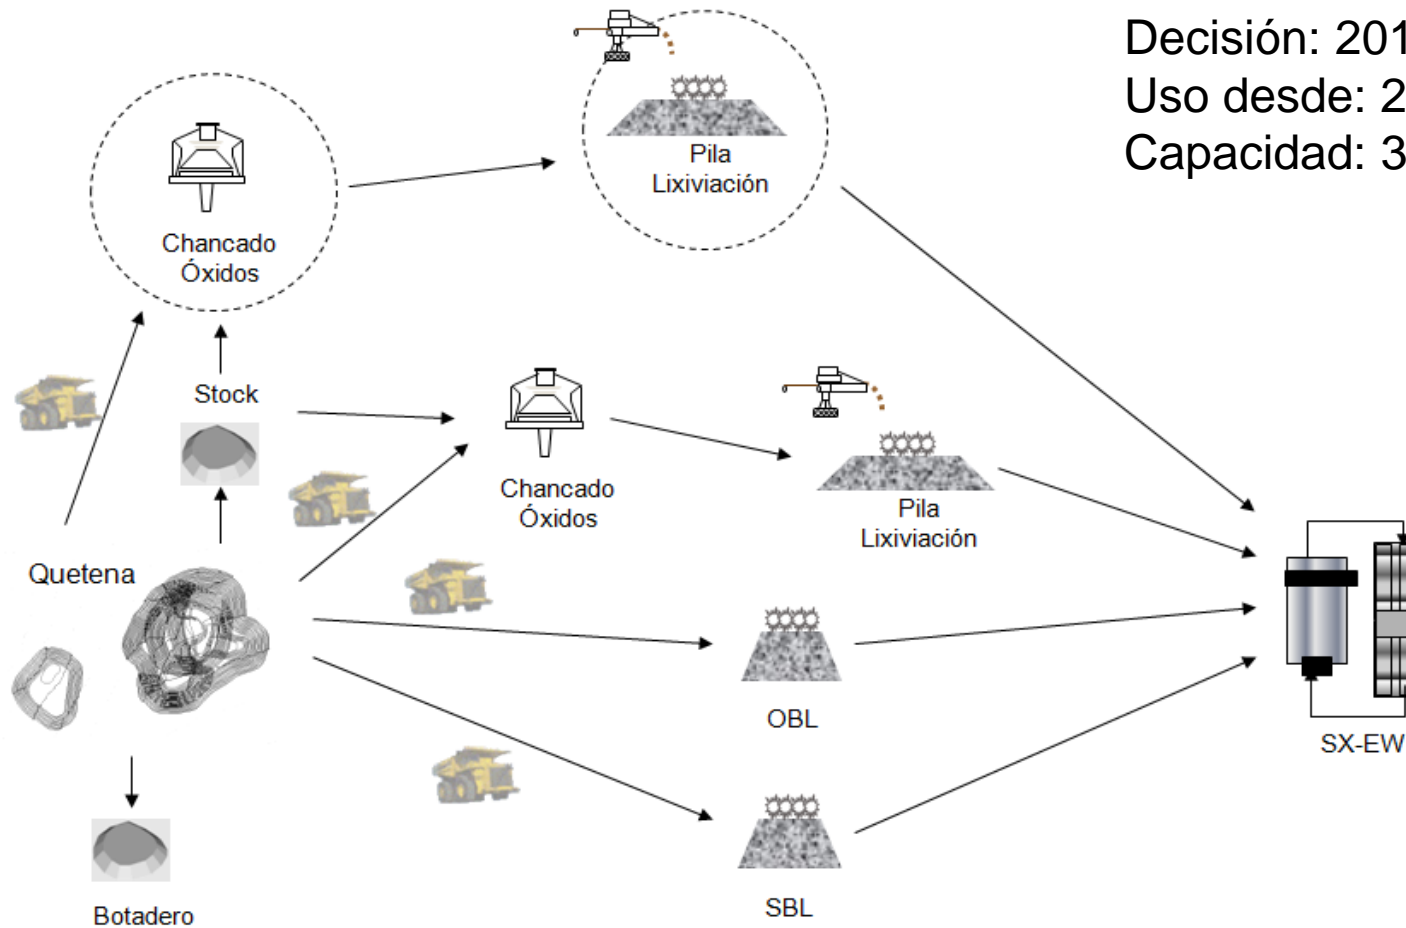 Decisión: 201
Uso desde: 2
Capacidad: 3
Pila
Lixiviación
Chancado
Óxidos
Stock
Chancado
Óxidos
Pila
Lixiviación
Quetena
OBL
SX-EW
SBL
Botadero